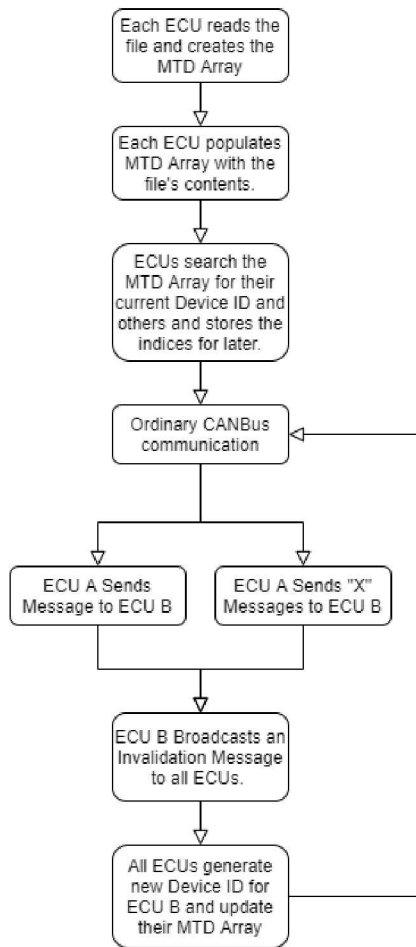 Each ECU reads the
file and creates the
MTD Array
Each ECU populates
MTD Array with the
file's contents.
ECUs search the
MTD Array for their
current Device ID and
others and stores the
indices for later.
Ordinary CANBus
communication
ECU A Sends
Message to ECU B
ECU A Sends "X"
Messages to ECU B
ECU B Broadcasts an
Invalidation Message
to all ECUs.
All ECUs generate
new Device ID for
ECU B and update
their MTD Array